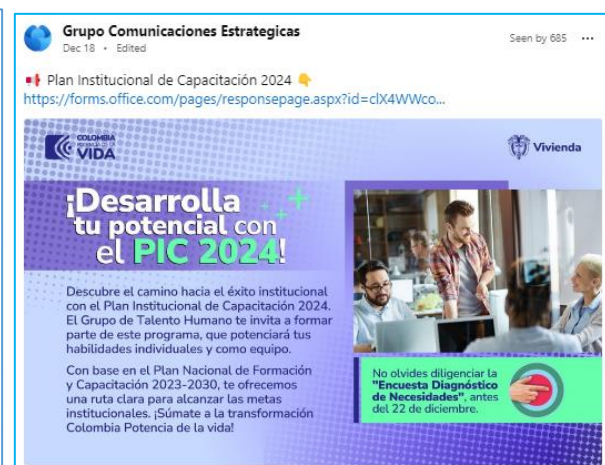 Grupo Comunicaciones Estrategicas
Dec 18 • Edited
Seen by 685
Plan Institucional de Capacitación 2024
https://forms.office.com/pages/responsepage.aspx?id=clX4WWco...
COLOMBIA
POTENCIA DE LA
VIDA
Vivienda
¡Desarrolla
tu potencial con
el PIC 2024!
Descubre el camino hacia el éxito institucional
con el Plan Institucional de Capacitación 2024.
El Grupo de Talento Humano te invita a formar
parte de este programa, que potenciará tus
habilidades individuales y como equipo.
Con base en el Plan Nacional de Formación
y Capacitación 2023-2030, te ofrecemos
una ruta clara para alcanzar las metas
institucionales. ¡Súmate a la transformación
Colombia Potencia de la vida!
No olvides diligenciar la
"Encuesta Diagnóstico
de Necesidades", antes
del 22 de diciembre.